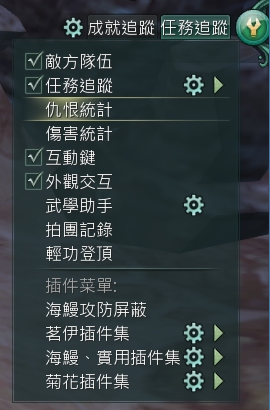 成就追蹤 任務追蹤
敵方隊伍
任務追蹤
仇恨統計
傷害統計
互動鍵
外觀交互
武學助手
拍團記錄
輕功登頂
插件菜單:
海鰻攻防屏蔽
茗伊插件集
海鰻、實用插件集
菊花插件集